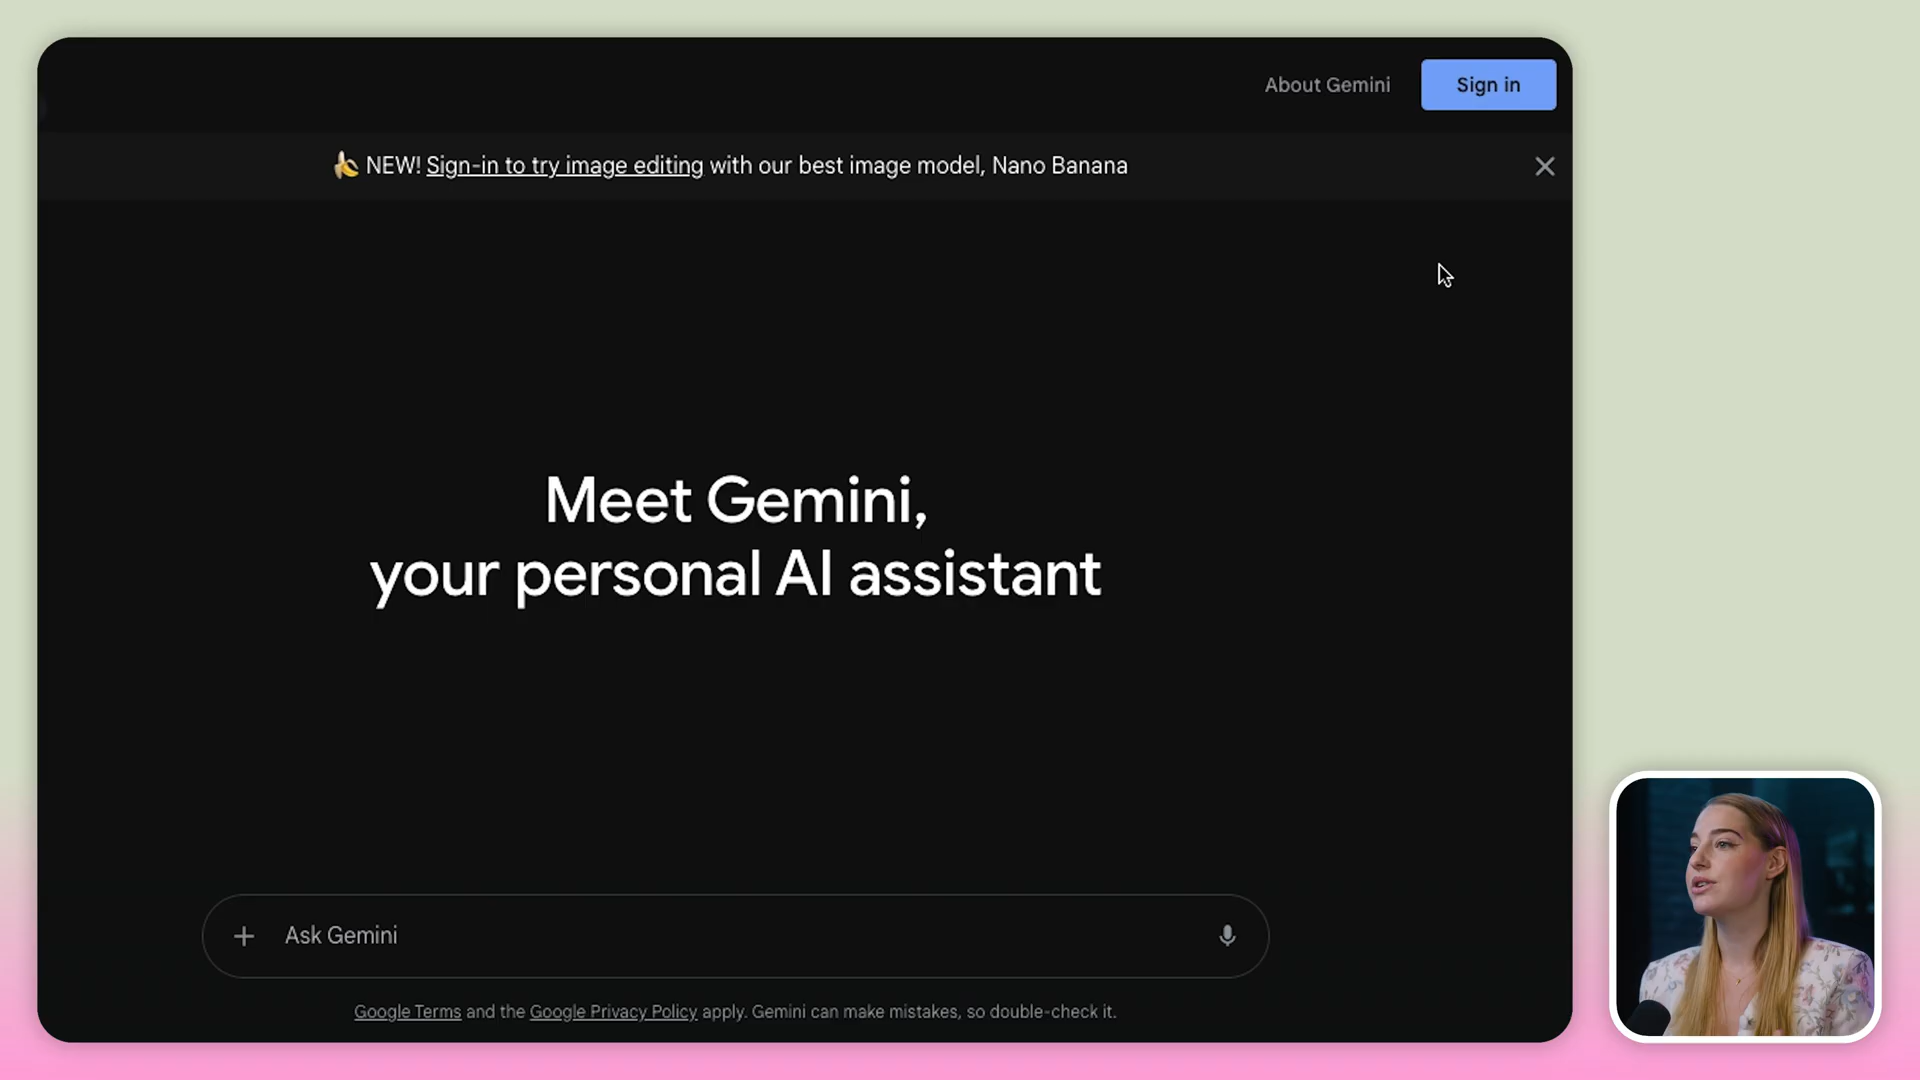 About Gemini
Sign in
🍌 NEW! Sign-in to try image editing with our best image model, Nano Banana
Meet Gemini,
your personal AI assistant
Ask Gemini
Google Terms and the Google Privacy Policy apply. Gemini can make mistakes, so double-check it.